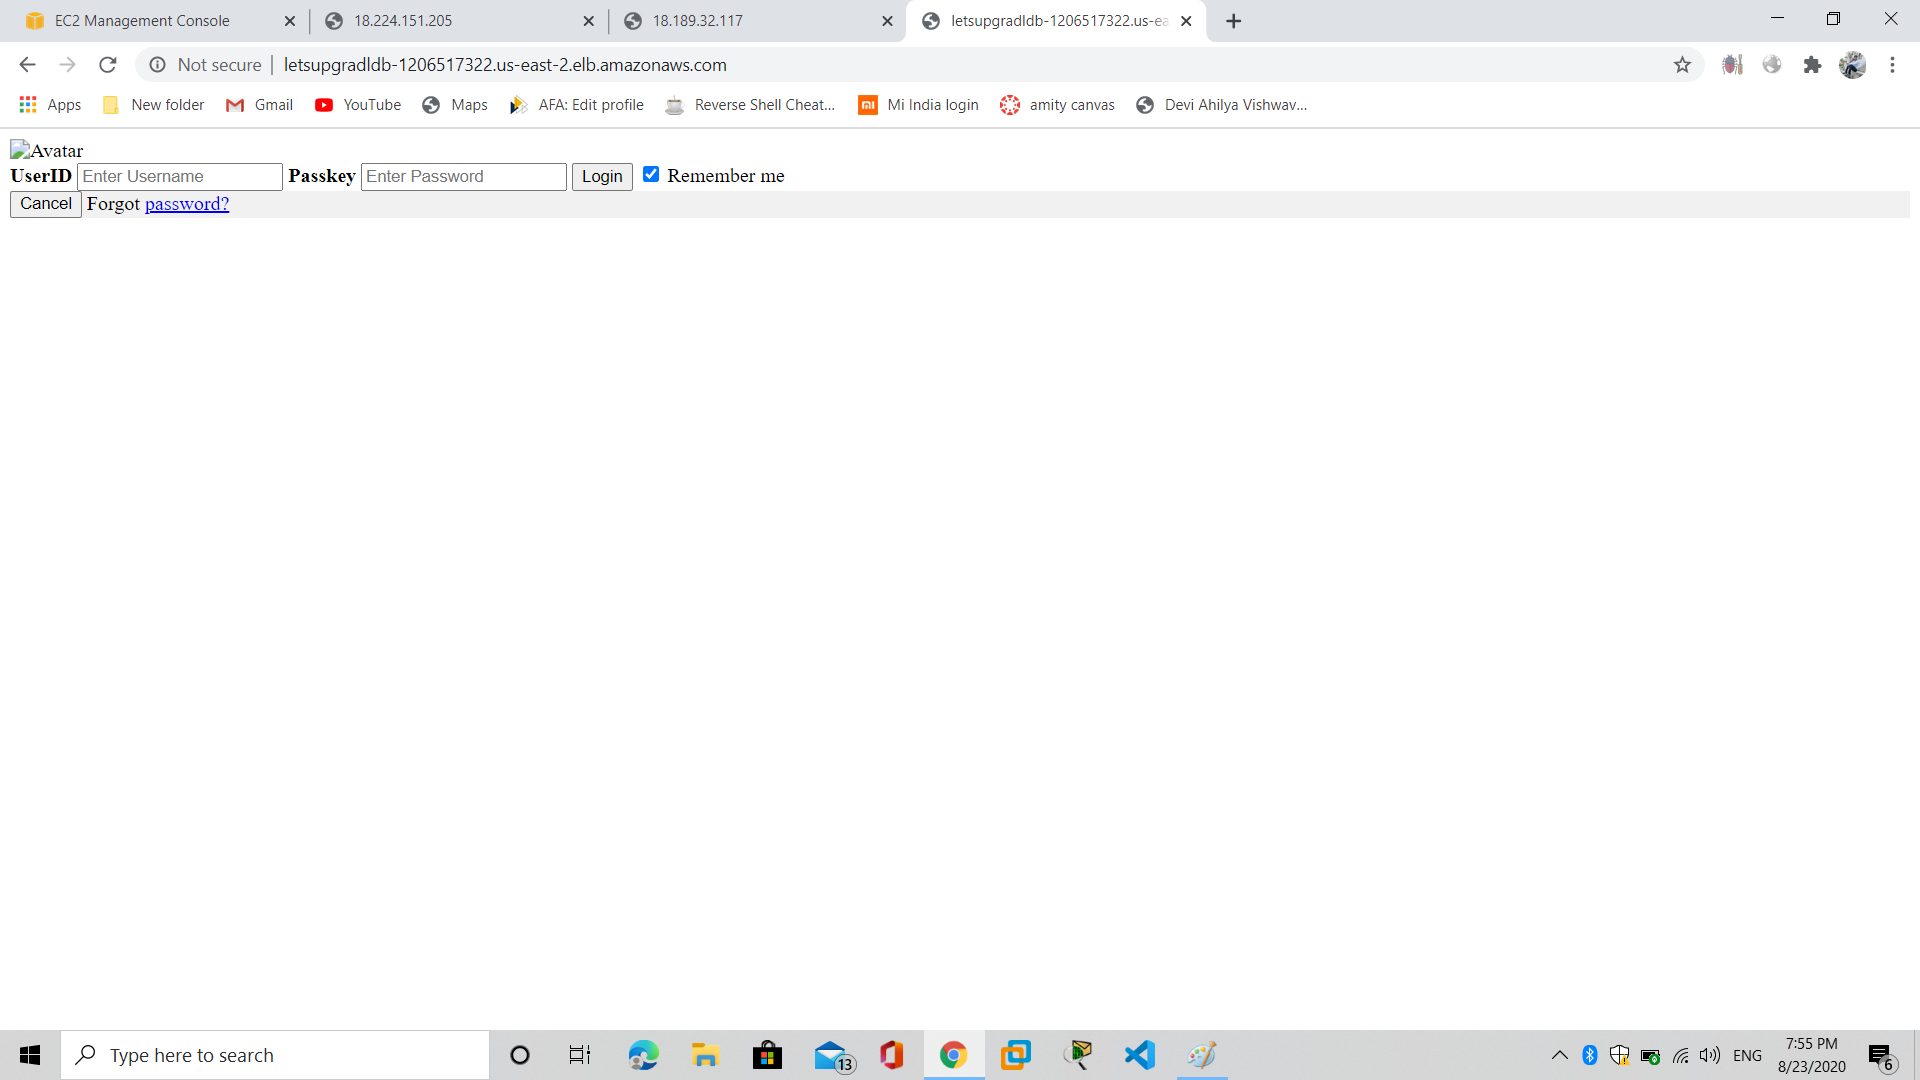 EC2 Management Console 18.224.151.205 18.189.32.117 letsupgradldb-1206517322.us-ea
Not secure letsupgradldb-1206517322.us-east-2.elb.amazonaws.com
Apps New folder Gmail YouTube Maps AFA: Edit profile Reverse Shell Cheat... Mi India login amity canvas Devi Ahilya Vishwav...
Avatar
UserID Enter Username Passkey Enter Password Login Remember me
Cancel Forgot password?
Type here to search 13 ENG 7:55 PM
8/23/2020 6